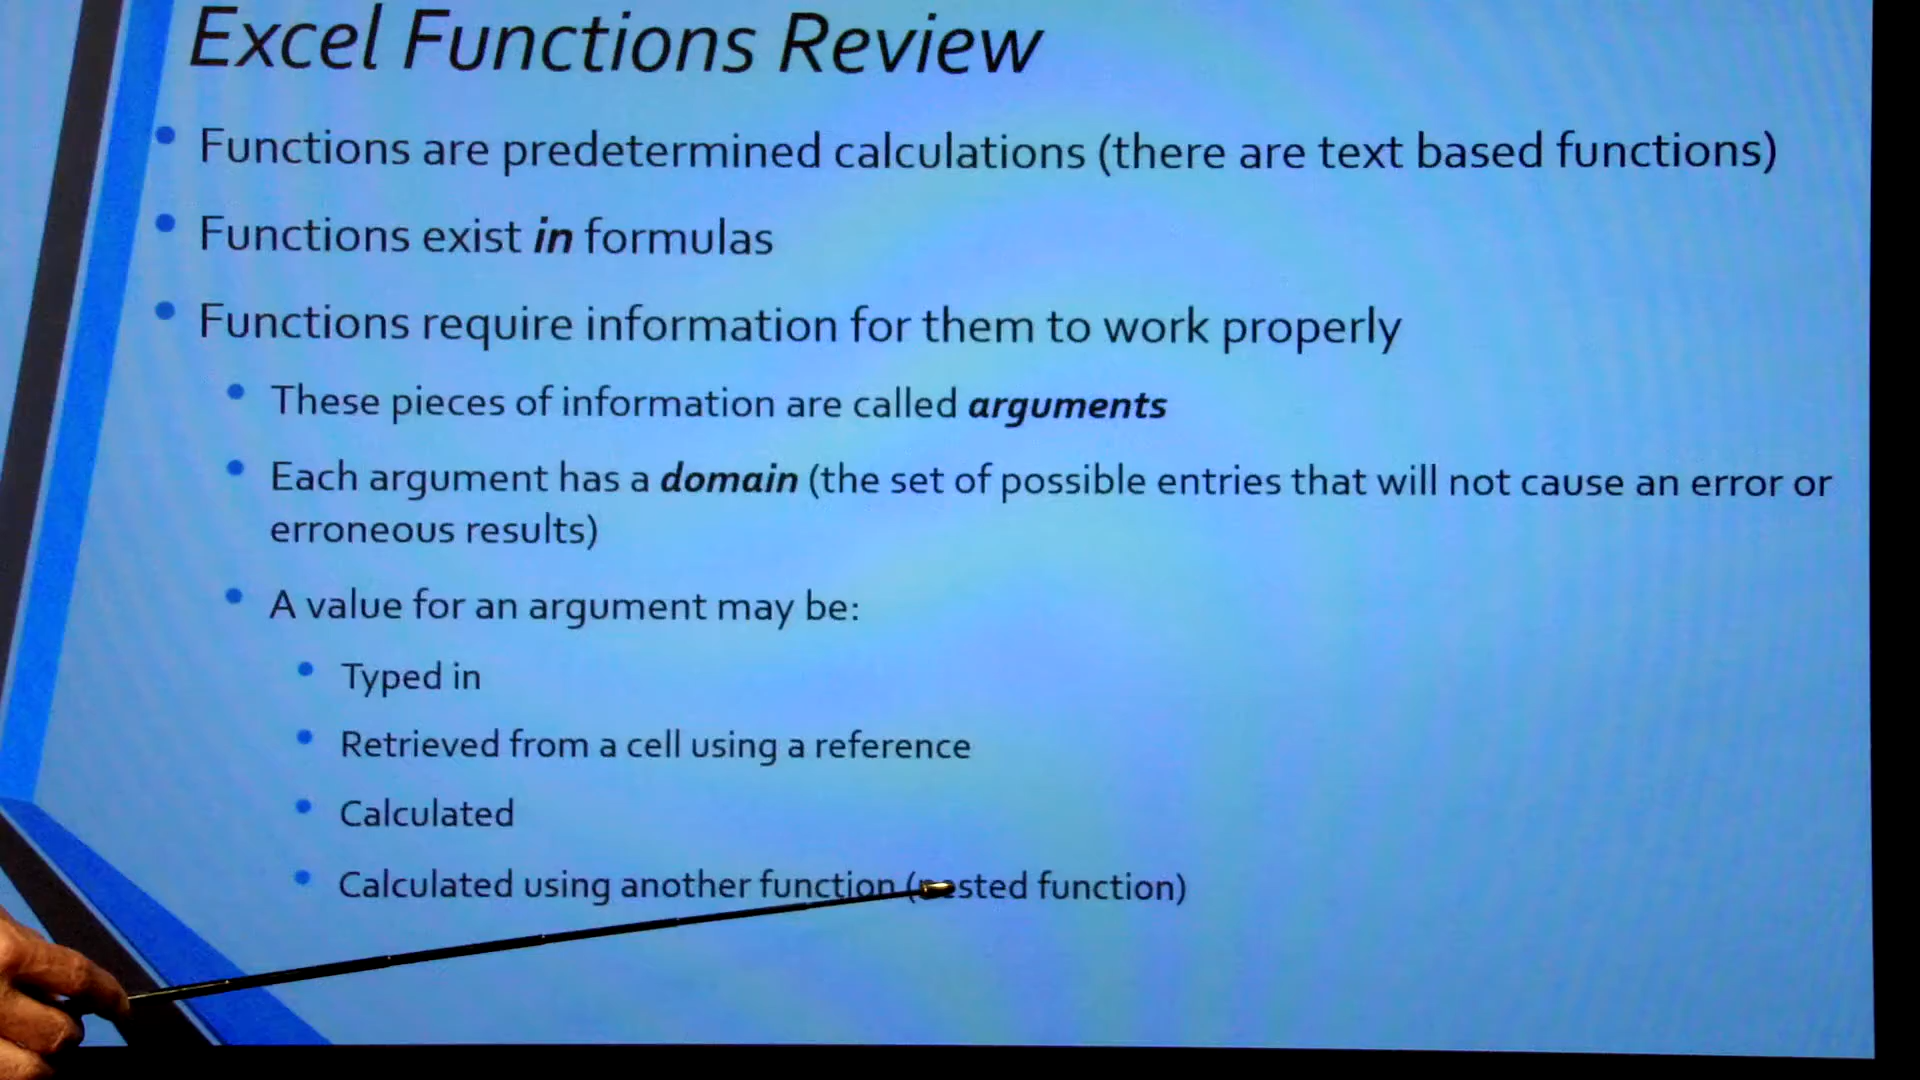 Excel Functions Review
• Functions are predetermined calculations (there are text based functions)
• Functions exist in formulas
• Functions require information for them to work properly
• These pieces of information are called arguments
• Each argument has a domain (the set of possible entries that will not cause an error or
erroneous results)
• A value for an argument may be:
• Typed in
• Retrieved from a cell using a reference
• Calculated
• Calculated using another function (nested function)